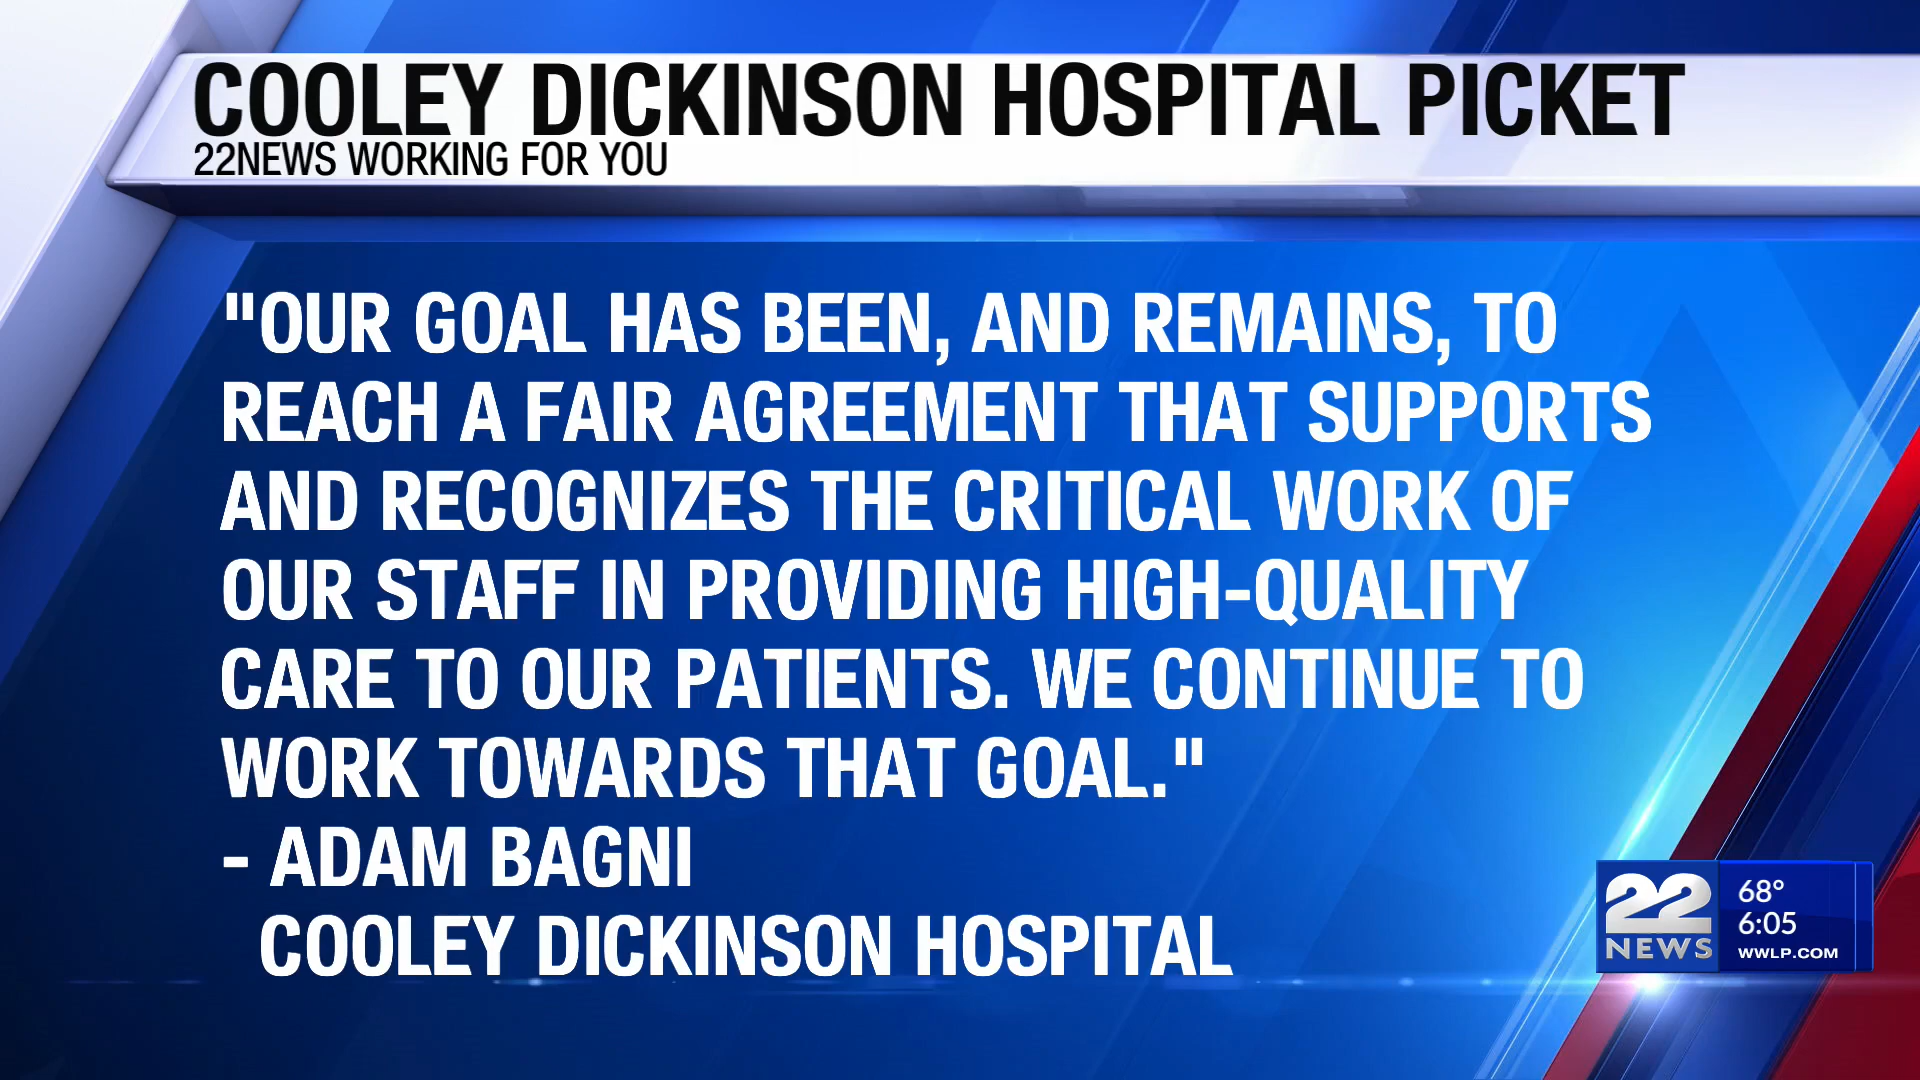 COOLEY DICKINSON HOSPITAL PICKET
22NEWS WORKING FOR YOU
"OUR GOAL HAS BEEN, AND REMAINS, TO
REACH A FAIR AGREEMENT THAT SUPPORTS
AND RECOGNIZES THE CRITICAL WORK OF
OUR STAFF IN PROVIDING HIGH-QUALITY
CARE TO OUR PATIENTS. WE CONTINUE TO
WORK TOWARDS THAT GOAL."
- ADAM BAGNI
COOLEY DICKINSON HOSPITAL
22
NEWS
68°
6:05
WWLP.COM